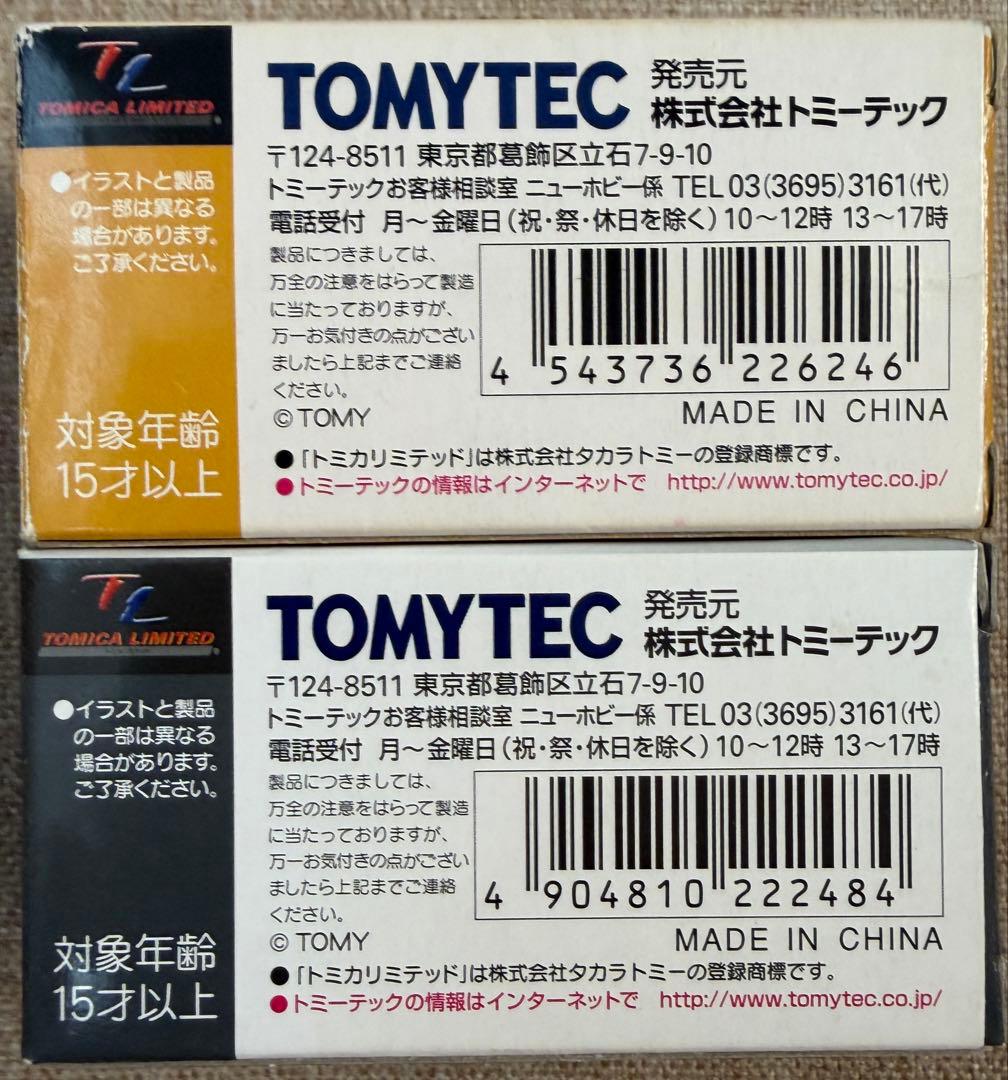 TL
TOMICA LIMITED
®
●イラストと製品
の一部は異なる
場合があります。
ご了承ください。
対象年齢
15才以上
TOMYTEC
発売元
株式会社トミーテック
〒124-8511 東京都葛飾区立石7-9-10
トミーテックお客様相談室 ニューホビー係 TEL 03(3695)3161(代)
電話受付 月～金曜日(祝・祭・休日を除く)10～12時 13～17時
製品につきましては、
万全の注意をはらって製造
に当たっておりますが、
万一お気付きの点がござい
ましたら上記までご連絡
ください。
© TOMY
4 543736 226246
MADE IN CHINA
●「トミカリミテッド」は株式会社タカラトミーの登録商標です。
●トミーテックの情報はインターネットで http://www.tomytec.co.jp/
TL
TOMICA LIMITED
®
●イラストと製品
の一部は異なる
場合があります。
ご了承ください。
対象年齢
15才以上
TOMYTEC
発売元
株式会社トミーテック
〒124-8511 東京都葛飾区立石7-9-10
トミーテックお客様相談室 ニューホビー係 TEL 03(3695)3161(代)
電話受付 月～金曜日(祝・祭・休日を除く)10～12時 13～17時
製品につきましては、
万全の注意をはらって製造
に当たっておりますが、
万一お気付きの点がござい
ましたら上記までご連絡
ください。
© TOMY
4 904810 222484
MADE IN CHINA
●「トミカリミテッド」は株式会社タカラトミーの登録商標です。
●トミーテックの情報はインターネットで http://www.tomytec.co.jp/